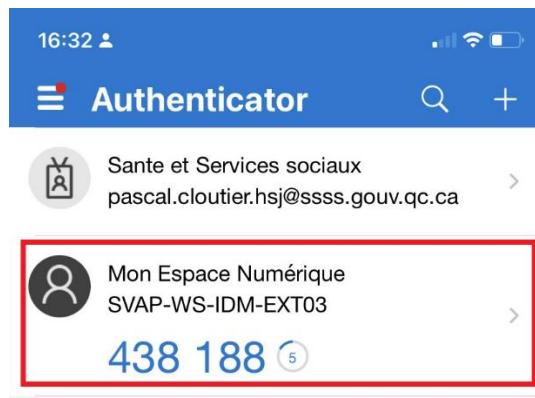 16:32
Authenticator
Sante et Services sociaux
pascal.cloutier.hsj@ssss.gouv.qc.ca
Mon Espace Numérique
SVAP-WS-IDM-EXT03
438 188 5